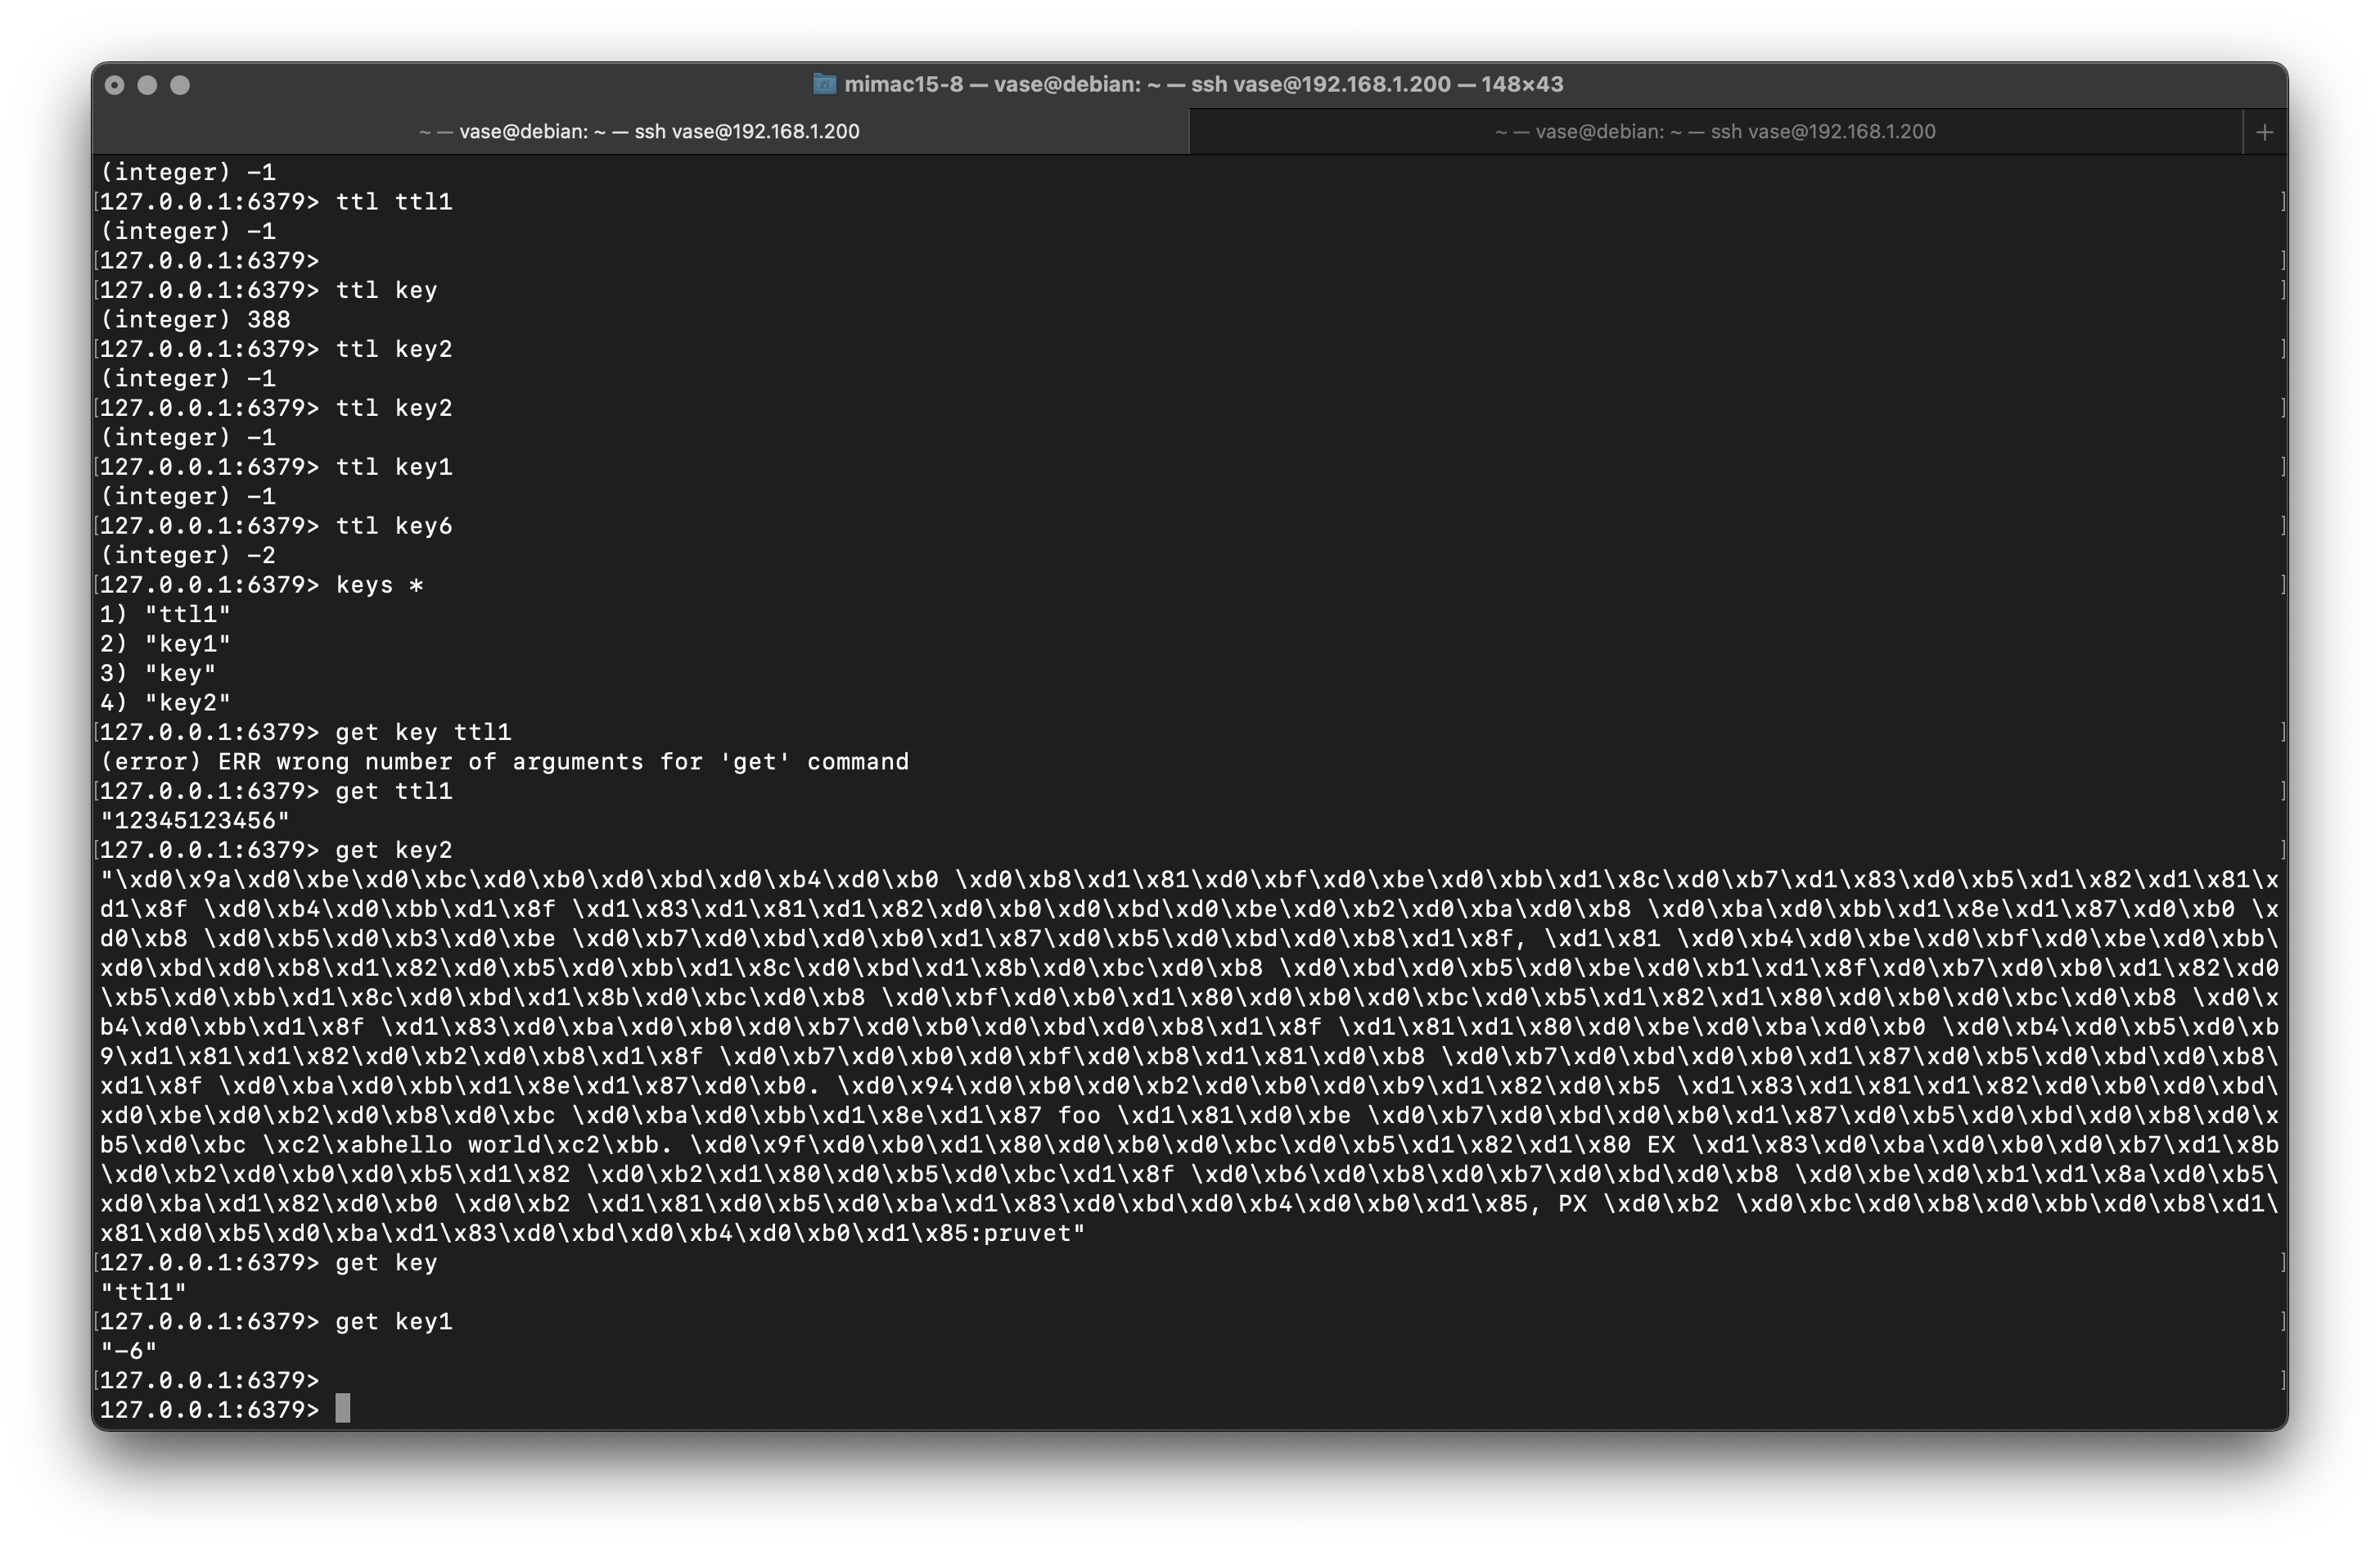 mimac15-8 — vase@debian: ~ — ssh vase@192.168.1.200 — 148×43
~ — vase@debian: ~ — ssh vase@192.168.1.200
~ — vase@debian: ~ — ssh vase@192.168.1.200
+
(integer) -1
[127.0.0.1:6379> ttl ttl1 ]
(integer) -1
[127.0.0.1:6379> ]
[127.0.0.1:6379> ttl key ]
(integer) 388
[127.0.0.1:6379> ttl key2 ]
(integer) -1
[127.0.0.1:6379> ttl key2 ]
(integer) -1
[127.0.0.1:6379> ttl key1 ]
(integer) -1
[127.0.0.1:6379> ttl key6 ]
(integer) -2
[127.0.0.1:6379> keys * ]
1) "ttl1"
2) "key1"
3) "key"
4) "key2"
[127.0.0.1:6379> get key ttl1 ]
(error) ERR wrong number of arguments for 'get' command
[127.0.0.1:6379> get ttl1 ]
"12345123456"
[127.0.0.1:6379> get key2 ]
"\xd0\x9a\xd0\xbe\xd0\xbc\xd0\xb0\xd0\xbd\xd0\xb4\xd0\xb0 \xd0\xb8\xd1\x81\xd0\xbf\xd0\xbe\xd0\xbb\xd1\x8c\xd0\xb7\xd1\x83\xd0\xb5\xd1\x82\xd1\x81\x
d1\x8f \xd0\xb4\xd0\xbb\xd1\x8f \xd1\x83\xd1\x81\xd1\x82\xd0\xb0\xd0\xbd\xd0\xbe\xd0\xb2\xd0\xba\xd0\xb8 \xd0\xba\xd0\xbb\xd1\x8e\xd1\x87\xd0\xb0 \x
d0\xb8 \xd0\xb5\xd0\xb3\xd0\xbe \xd0\xb7\xd0\xbd\xd0\xb0\xd1\x87\xd0\xb5\xd0\xbd\xd0\xb8\xd1\x8f, \xd1\x81 \xd0\xb4\xd0\xbe\xd0\xbf\xd0\xbe\xd0\xbb\
xd0\xbd\xd0\xb8\xd1\x82\xd0\xb5\xd0\xbb\xd1\x8c\xd0\xbd\xd1\x8b\xd0\xbc\xd0\xb8 \xd0\xbd\xd0\xb5\xd0\xbe\xd0\xb1\xd1\x8f\xd0\xb7\xd0\xb0\xd1\x82\xd0
\xb5\xd0\xbb\xd1\x8c\xd0\xbd\xd1\x8b\xd0\xbc\xd0\xb8 \xd0\xbf\xd0\xb0\xd1\x80\xd0\xb0\xd0\xbc\xd0\xb5\xd1\x82\xd1\x80\xd0\xb0\xd0\xbc\xd0\xb8 \xd0\x
b4\xd0\xbb\xd1\x8f \xd1\x83\xd0\xba\xd0\xb0\xd0\xb7\xd0\xb0\xd0\xbd\xd0\xb8\xd1\x8f \xd1\x81\xd1\x80\xd0\xbe\xd0\xba\xd0\xb0 \xd0\xb4\xd0\xb5\xd0\xb
9\xd1\x81\xd1\x82\xd0\xb2\xd0\xb8\xd1\x8f \xd0\xb7\xd0\xb0\xd0\xbf\xd0\xb8\xd1\x81\xd0\xb8 \xd0\xb7\xd0\xbd\xd0\xb0\xd1\x87\xd0\xb5\xd0\xbd\xd0\xb8\
xd1\x8f \xd0\xba\xd0\xbb\xd1\x8e\xd1\x87\xd0\xb0. \xd0\x94\xd0\xb0\xd0\xb2\xd0\xb0\xd0\xb9\xd1\x82\xd0\xb5 \xd1\x83\xd1\x81\xd1\x82\xd0\xb0\xd0\xbd\
xd0\xbe\xd0\xb2\xd0\xb8\xd0\xbc \xd0\xba\xd0\xbb\xd1\x8e\xd1\x87 foo \xd1\x81\xd0\xbe \xd0\xb7\xd0\xbd\xd0\xb0\xd1\x87\xd0\xb5\xd0\xbd\xd0\xb8\xd0\x
b5\xd0\xbc \xc2\xabhello world\xc2\xbb. \xd0\x9f\xd0\xb0\xd1\x80\xd0\xb0\xd0\xbc\xd0\xb5\xd1\x82\xd1\x80 EX \xd1\x83\xd0\xba\xd0\xb0\xd0\xb7\xd1\x8b
\xd0\xb2\xd0\xb0\xd0\xb5\xd1\x82 \xd0\xb2\xd1\x80\xd0\xb5\xd0\xbc\xd1\x8f \xd0\xb6\xd0\xb8\xd0\xb7\xd0\xbd\xd0\xb8 \xd0\xbe\xd0\xb1\xd1\x8a\xd0\xb5\
xd0\xba\xd1\x82\xd0\xb0 \xd0\xb2 \xd1\x81\xd0\xb5\xd0\xba\xd1\x83\xd0\xbd\xd0\xb4\xd0\xb0\xd1\x85, PX \xd0\xb2 \xd0\xbc\xd0\xb8\xd0\xbb\xd0\xb8\xd1\
x81\xd0\xb5\xd0\xba\xd1\x83\xd0\xbd\xd0\xb4\xd0\xb0\xd1\x85:pruvet"
[127.0.0.1:6379> get key ]
"ttl1"
[127.0.0.1:6379> get key1 ]
"-6"
[127.0.0.1:6379> ]
127.0.0.1:6379>